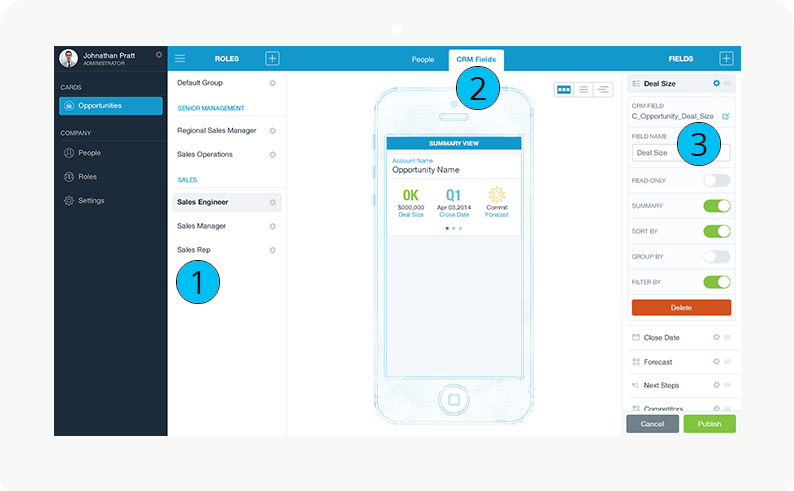 Johnathan Pratt
ADMINISTRATOR
CARDS
Opportunities
COMPANY
People
Roles
Settings
ROLES
Default Group
SENIOR MANAGEMENT
Regional Sales Manager
Sales Operations
SALES
Sales Engineer
Sales Manager
Sales Rep
1
People
CRM Fields
2
SUMMARY VIEW
Account Name
Opportunity Name
0K
$000,000
Deal Size
Q1
Apr 03,2014
Close Date
Commit
Forecast
FIELDS
Deal Size
CRM FIELD
C_Opportunity_Deal_Size
FIELD NAME
Deal Size
3
READ-ONLY
SUMMARY
SORT BY
GROUP BY
FILTER BY
Delete
Close Date
Forecast
Next Steps
Competitors
Cancel
Publish